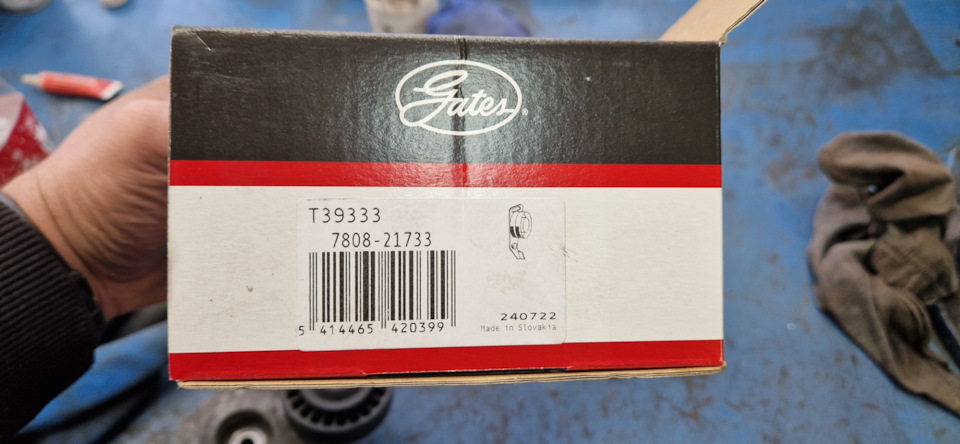 Gates®
T39333
7808-21733
5 414465 420399
240722
Made in Slovakia